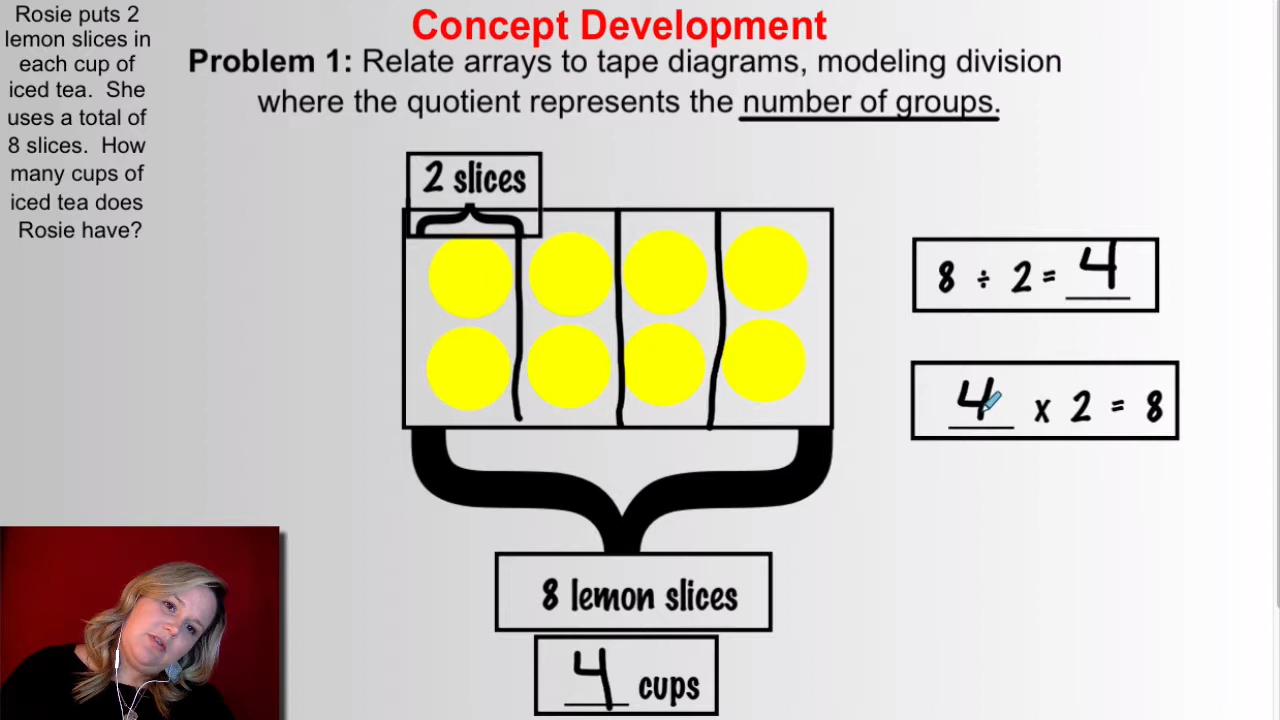 Rosie puts 2
lemon slices in
each cup of
iced tea. She
uses a total of
8 slices. How
many cups of
iced tea does
Rosie have?
Concept Development
Problem 1: Relate arrays to tape diagrams, modeling division
where the quotient represents the number of groups.
2 slices
8 ÷ 2 = 4
4 x 2 = 8
8 lemon slices
4 cups